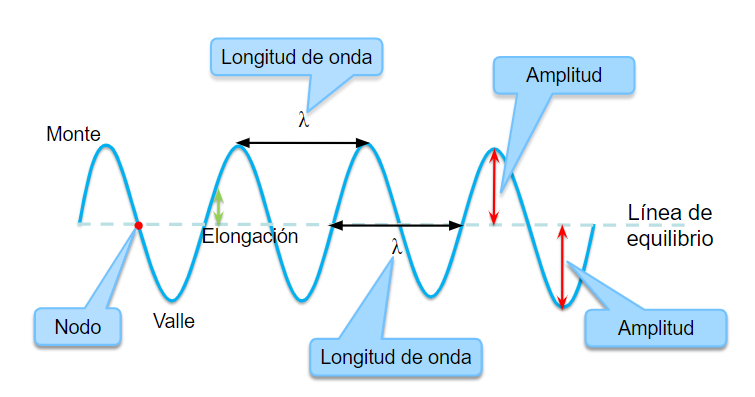 Longitud de onda
Amplitud
λ
Monte
Línea de
equilibrio
Elongación
λ
Nodo
Valle
Amplitud
Longitud de onda